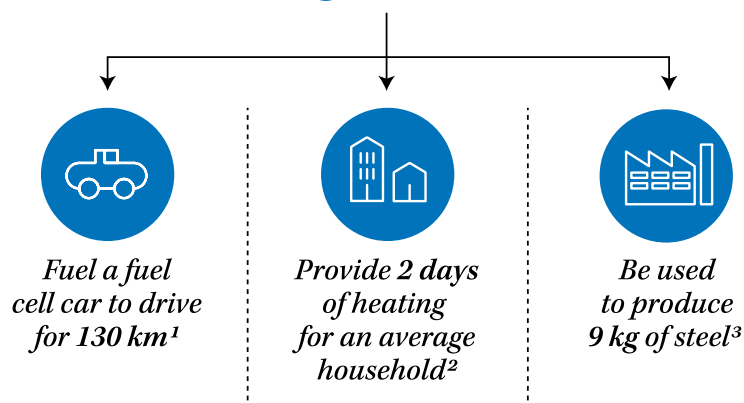 Fuel a fuel
cell car to drive
for 130 km¹
Provide 2 days
of heating
for an average
household²
Be used
to produce
9 kg of steel³